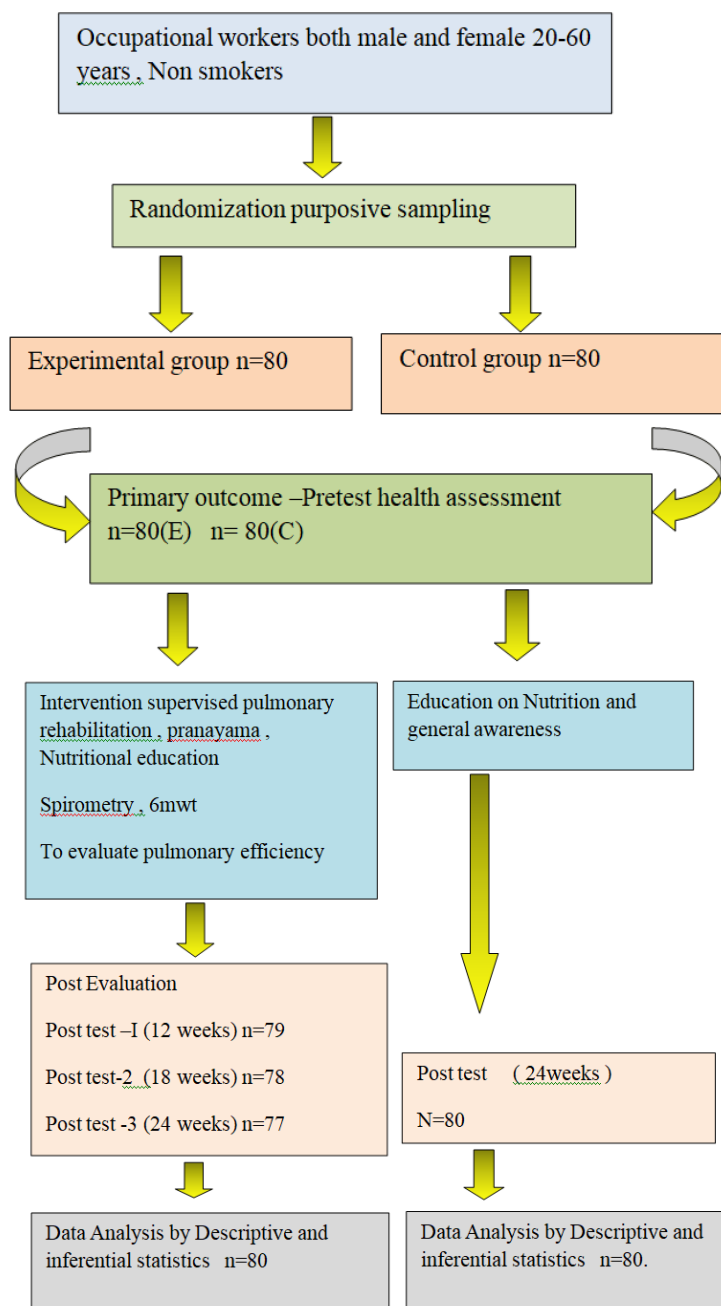 Occupational workers both male and female 20-60
years , Non smokers
Randomization purposive sampling
Experimental group n=80
Control group n=80
Primary outcome –Pretest health assessment
n=80(E) n= 80(C)
Intervention supervised pulmonary
rehabilitation , pranayama ,
Nutritional education
Spirometry , 6mwt
To evaluate pulmonary efficiency
Education on Nutrition and
general awareness
Post Evaluation
Post test –I (12 weeks) n=79
Post test-2 (18 weeks) n=78
Post test -3 (24 weeks) n=77
Post test ( 24weeks )
N=80
Data Analysis by Descriptive and
inferential statistics n=80
Data Analysis by Descriptive and
inferential statistics n=80.